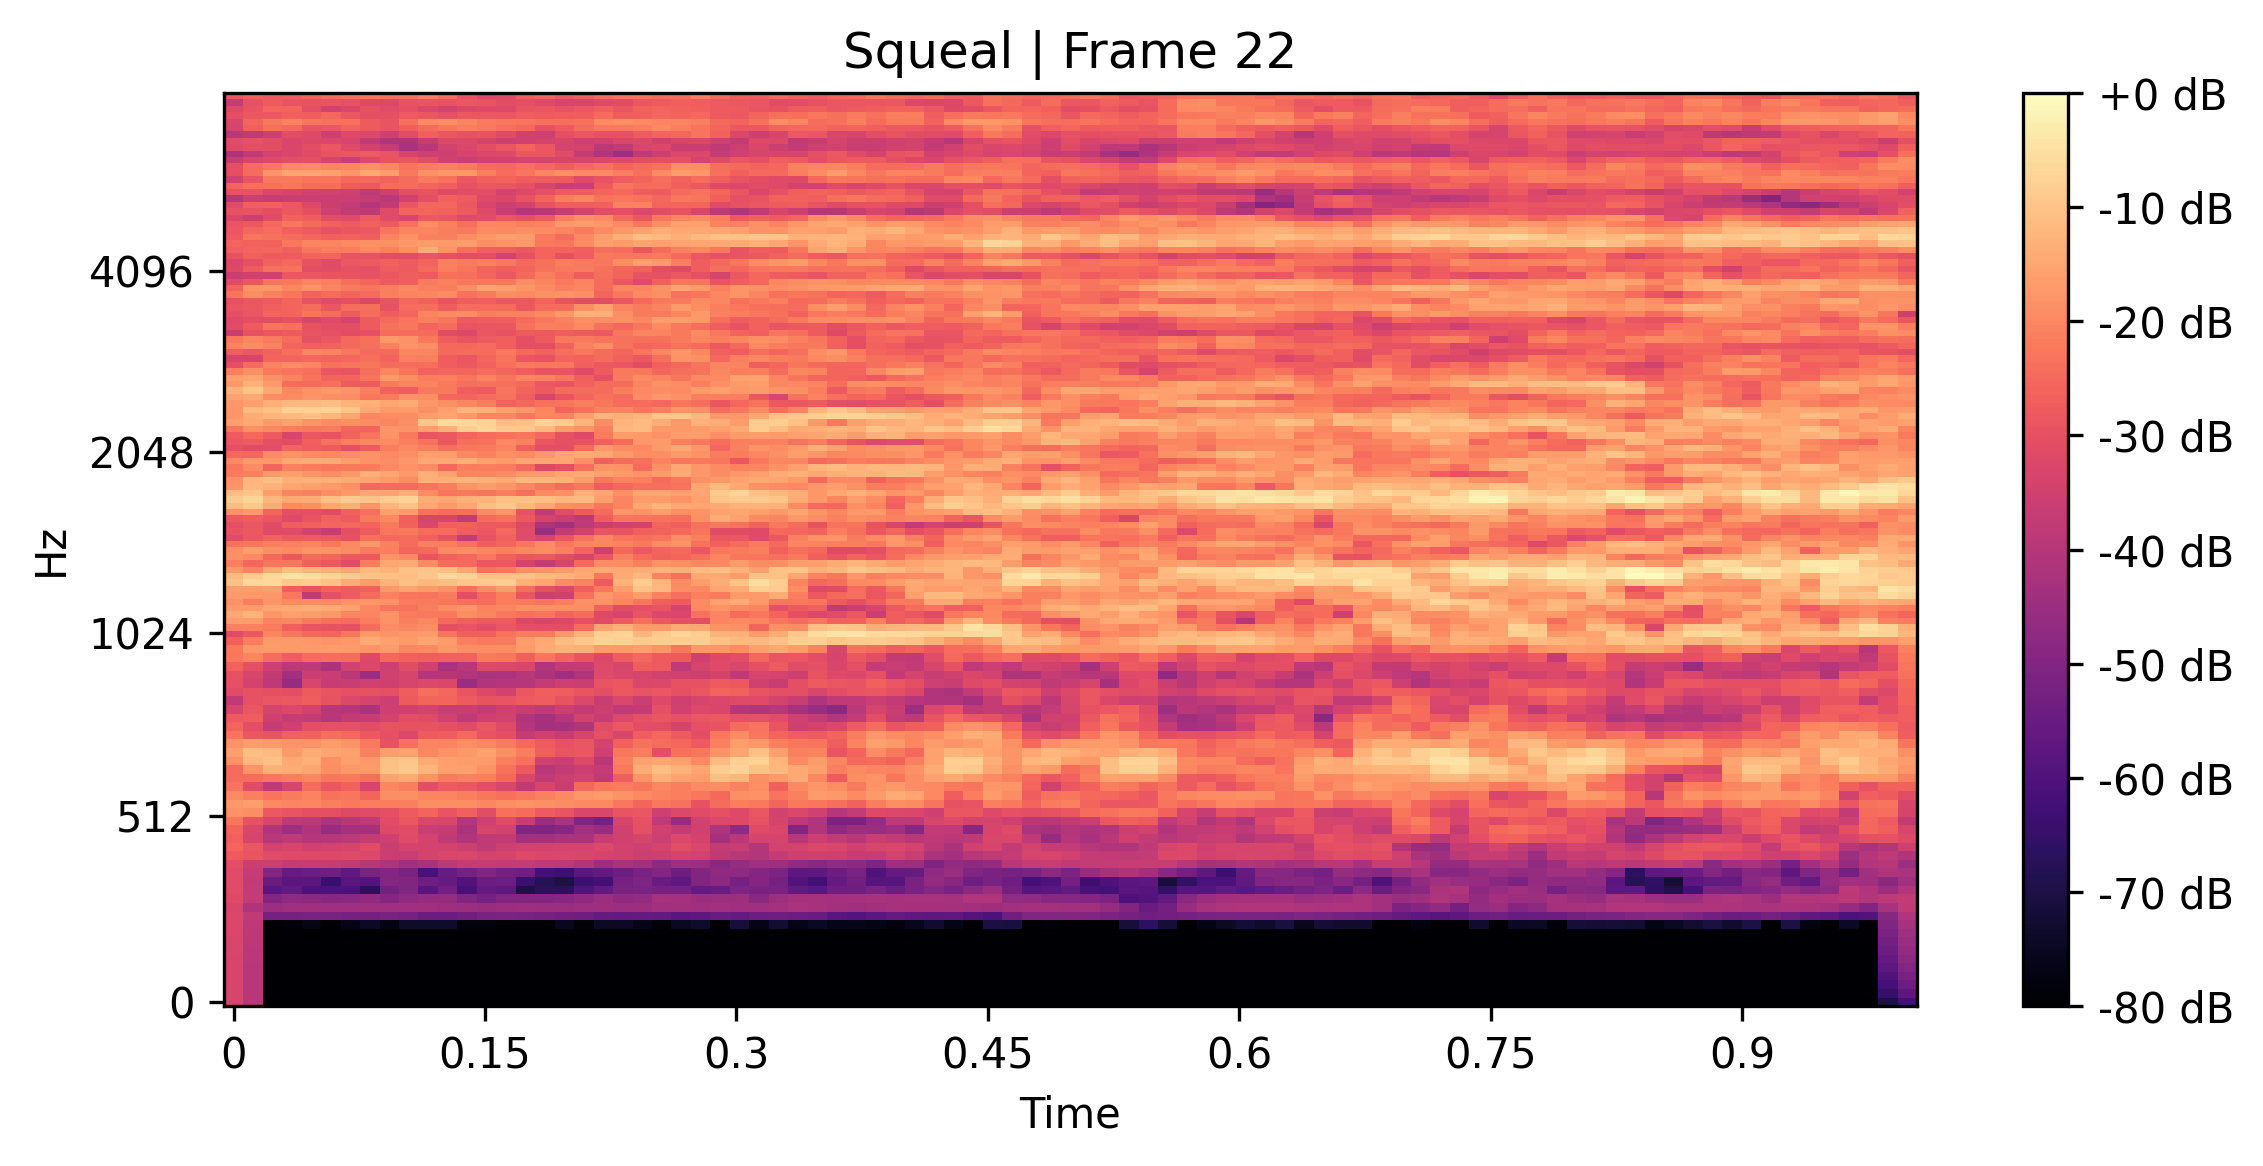 Squeal | Frame 22
+0 dB
-10 dB
-20 dB
-30 dB
-40 dB
-50 dB
-60 dB
-70 dB
-80 dB
Hz
4096
2048
1024
512
0
0 0.15 0.3 0.45 0.6 0.75 0.9
Time